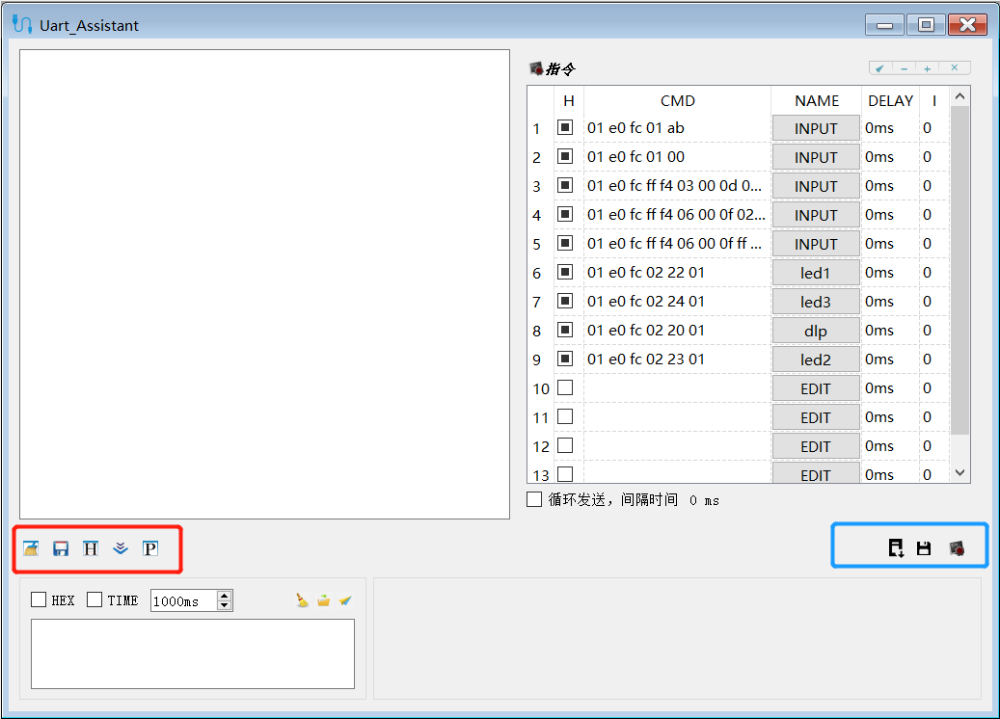 Uart_Assistant
指令
H CMD NAME DELAY I
1 01 e0 fc 01 ab INPUT 0ms 0
2 01 e0 fc 01 00 INPUT 0ms 0
3 01 e0 fc ff f4 03 00 0d 0... INPUT 0ms 0
4 01 e0 fc ff f4 06 00 0f 02... INPUT 0ms 0
5 01 e0 fc ff f4 06 00 0f ff ... INPUT 0ms 0
6 01 e0 fc 02 22 01 led1 0ms 0
7 01 e0 fc 02 24 01 led3 0ms 0
8 01 e0 fc 02 20 01 dlp 0ms 0
9 01 e0 fc 02 23 01 led2 0ms 0
10 EDIT 0ms 0
11 EDIT 0ms 0
12 EDIT 0ms 0
13 EDIT 0ms 0
循环发送，间隔时间 0 ms
H P
HEX TIME 1000ms